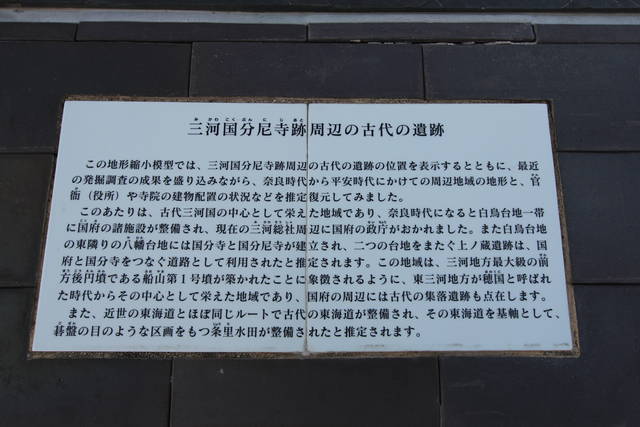 三河国分尼寺跡周辺の古代の遺跡
この地形縮小模型では、三河国分尼寺跡周辺の古代の遺跡の位置を表示するとともに、最近
の発掘調査の成果を盛り込みながら、奈良時代から平安時代にかけての周辺地域の地形と、官
衙（役所）や寺院の建物配置の状況などを推定復元してみました。
このあたりは、古代三河国の中心として栄えた地域であり、奈良時代になると白鳥台地一帯
に国府の諸施設が整備され、現在の三河総社周辺に国府の政庁がおかれました。また白鳥台地
の東隣りの八幡台地には国分寺と国分尼寺が建立され、二つの台地をまたぐ上ノ蔵遺跡は、国
府と国分寺をつなぐ道路として利用されたと推定されます。この地域は、三河地方最大級の前
方後円墳である船山第1号墳が築かれたことに象徴されるように、東三河地方が穂国と呼ばれ
た時代からその中心として栄えた地域であり、国府の周辺には古代の集落遺跡も点在します。
また、近世の東海道とほぼ同じルートで古代の東海道が整備され、その東海道を基軸として、
碁盤の目のような区画をもつ条里水田が整備されたと推定されます。